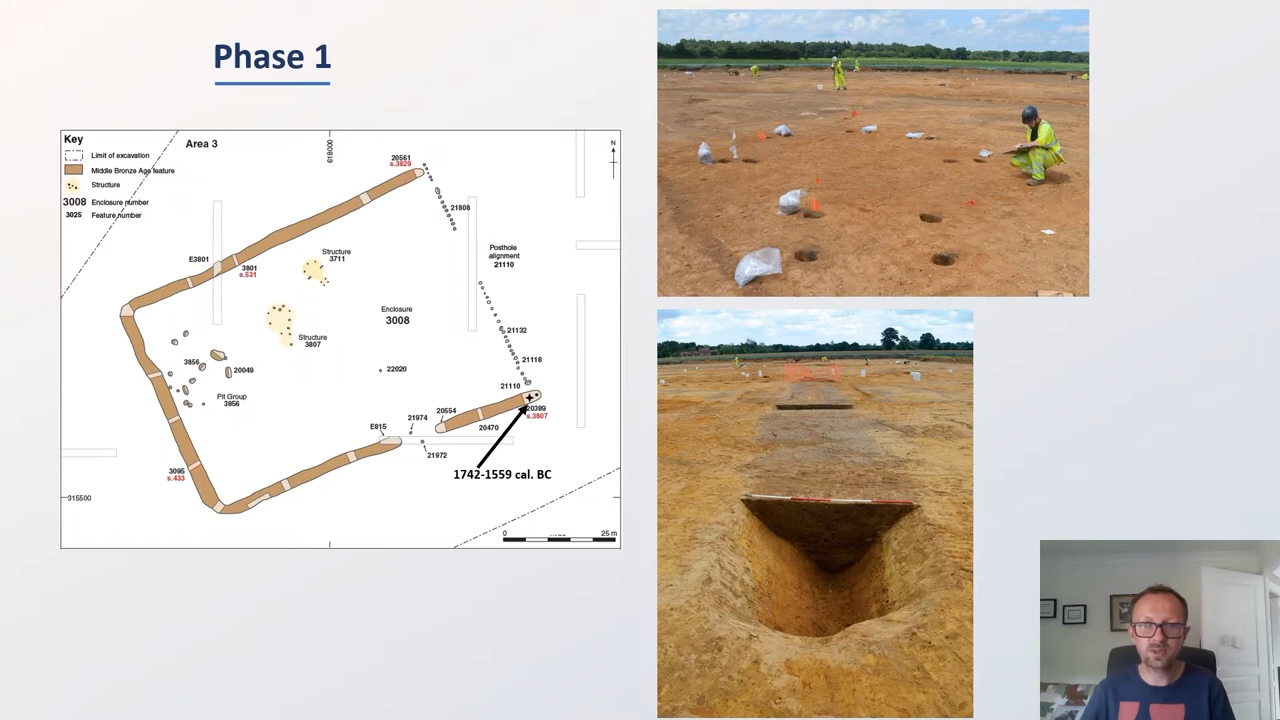 Phase 1
Key
Limit of excavation
Middle Bronze Age feature
Structure
3008 Enclosure number
3025 Feature number
Area 3
618000
N
20561
s.3829
21808
Posthole
alignment
21110
E3801
3801
s.531
Structure
3711
Enclosure
3008
Structure
3807
21132
21118
3856
20049
22020
21110
Pit Group
3856
20554
20389
s.3807
21974
E815
20470
21972
3095
s.433
1742-1559 cal. BC
315500
0
25 m